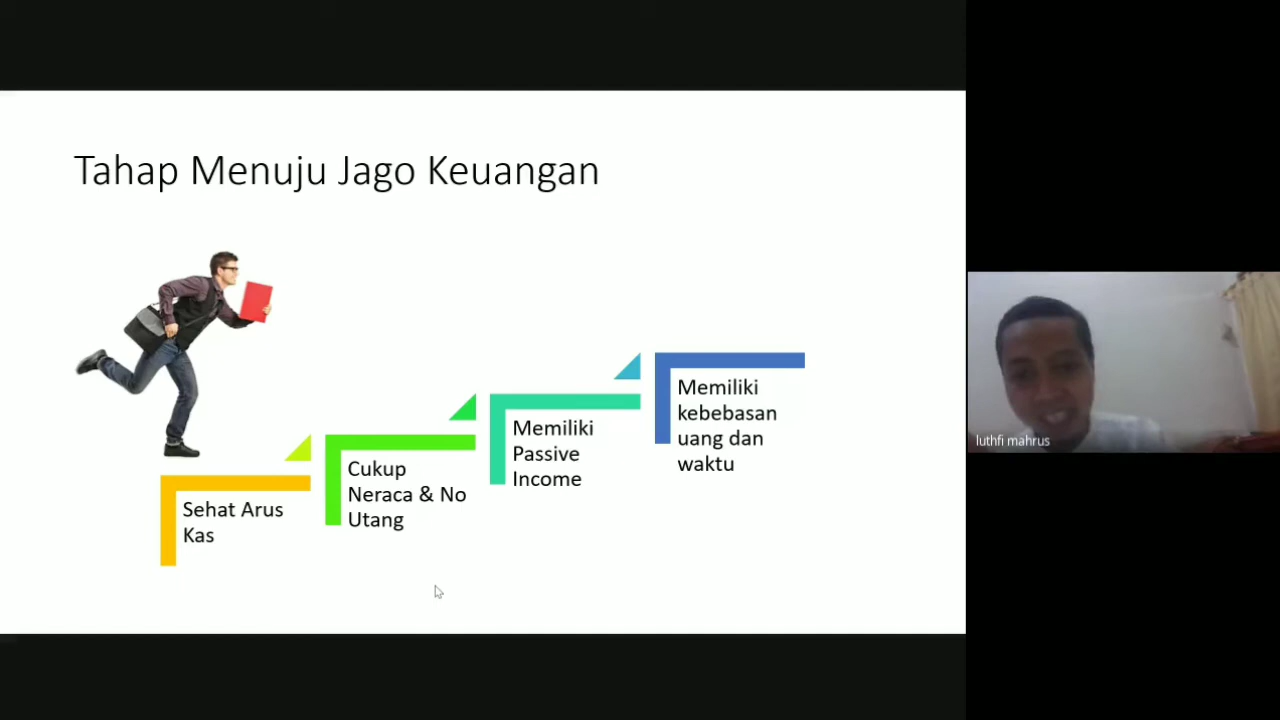 Tahap Menuju Jago Keuangan
Sehat Arus
Kas
Cukup
Neraca & No
Utang
Memiliki
Passive
Income
Memiliki
kebebasan
uang dan
waktu
luthfi mahrus